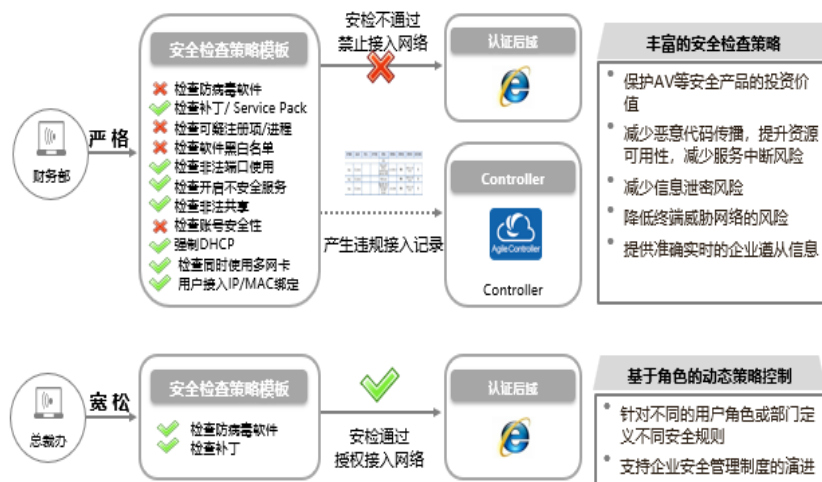 安检不通过
禁止接入网络
安全检查策略模板
认证后域
丰富的安全检查策略
检查防病毒软件
检查补丁/ Service Pack
检查可疑注册项/进程
检查软件黑白名单
检查非法端口使用
检查开启不安全服务
检查非法共享
检查账号安全性
强制DHCP
检查同时使用多网卡
用户接入IP/MAC绑定
财务部
严格
产生违规接入记录
Controller
Agile Controller
Controller
保护AV等安全产品的投资价
值
减少恶意代码传播，提升资源
可用性，减少服务中断风险
减少信息泄密风险
降低终端威胁网络的风险
提供准确实时的企业遵从信息
总裁办
宽松
安全检查策略模板
检查防病毒软件
检查补丁
安检通过
授权接入网络
认证后域
基于角色的动态策略控制
针对不同的用户角色或部门定
义不同安全规则
支持企业安全管理制度的演进